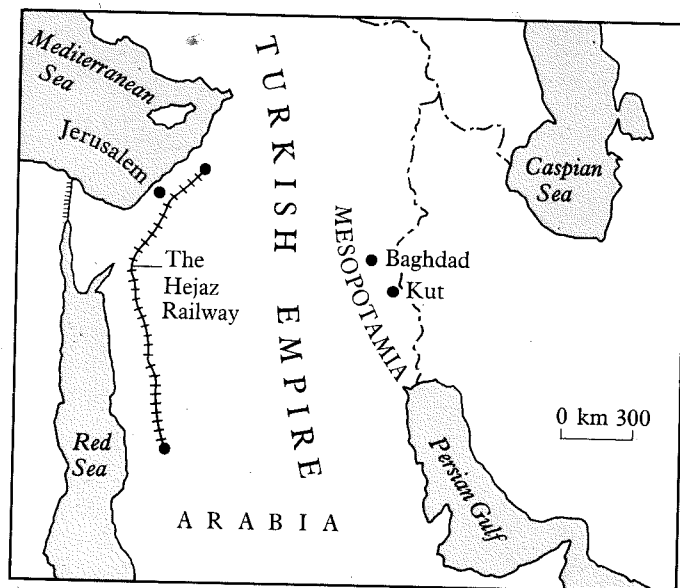 Mediterranean
Sea
Jerusalem
TURKISH EMPIRE
Caspian
Sea
MESOPOTAMIA
Baghdad
Kut
The
Hejaz
Railway
0 km 300
Red
Sea
Persian Gulf
ARABIA